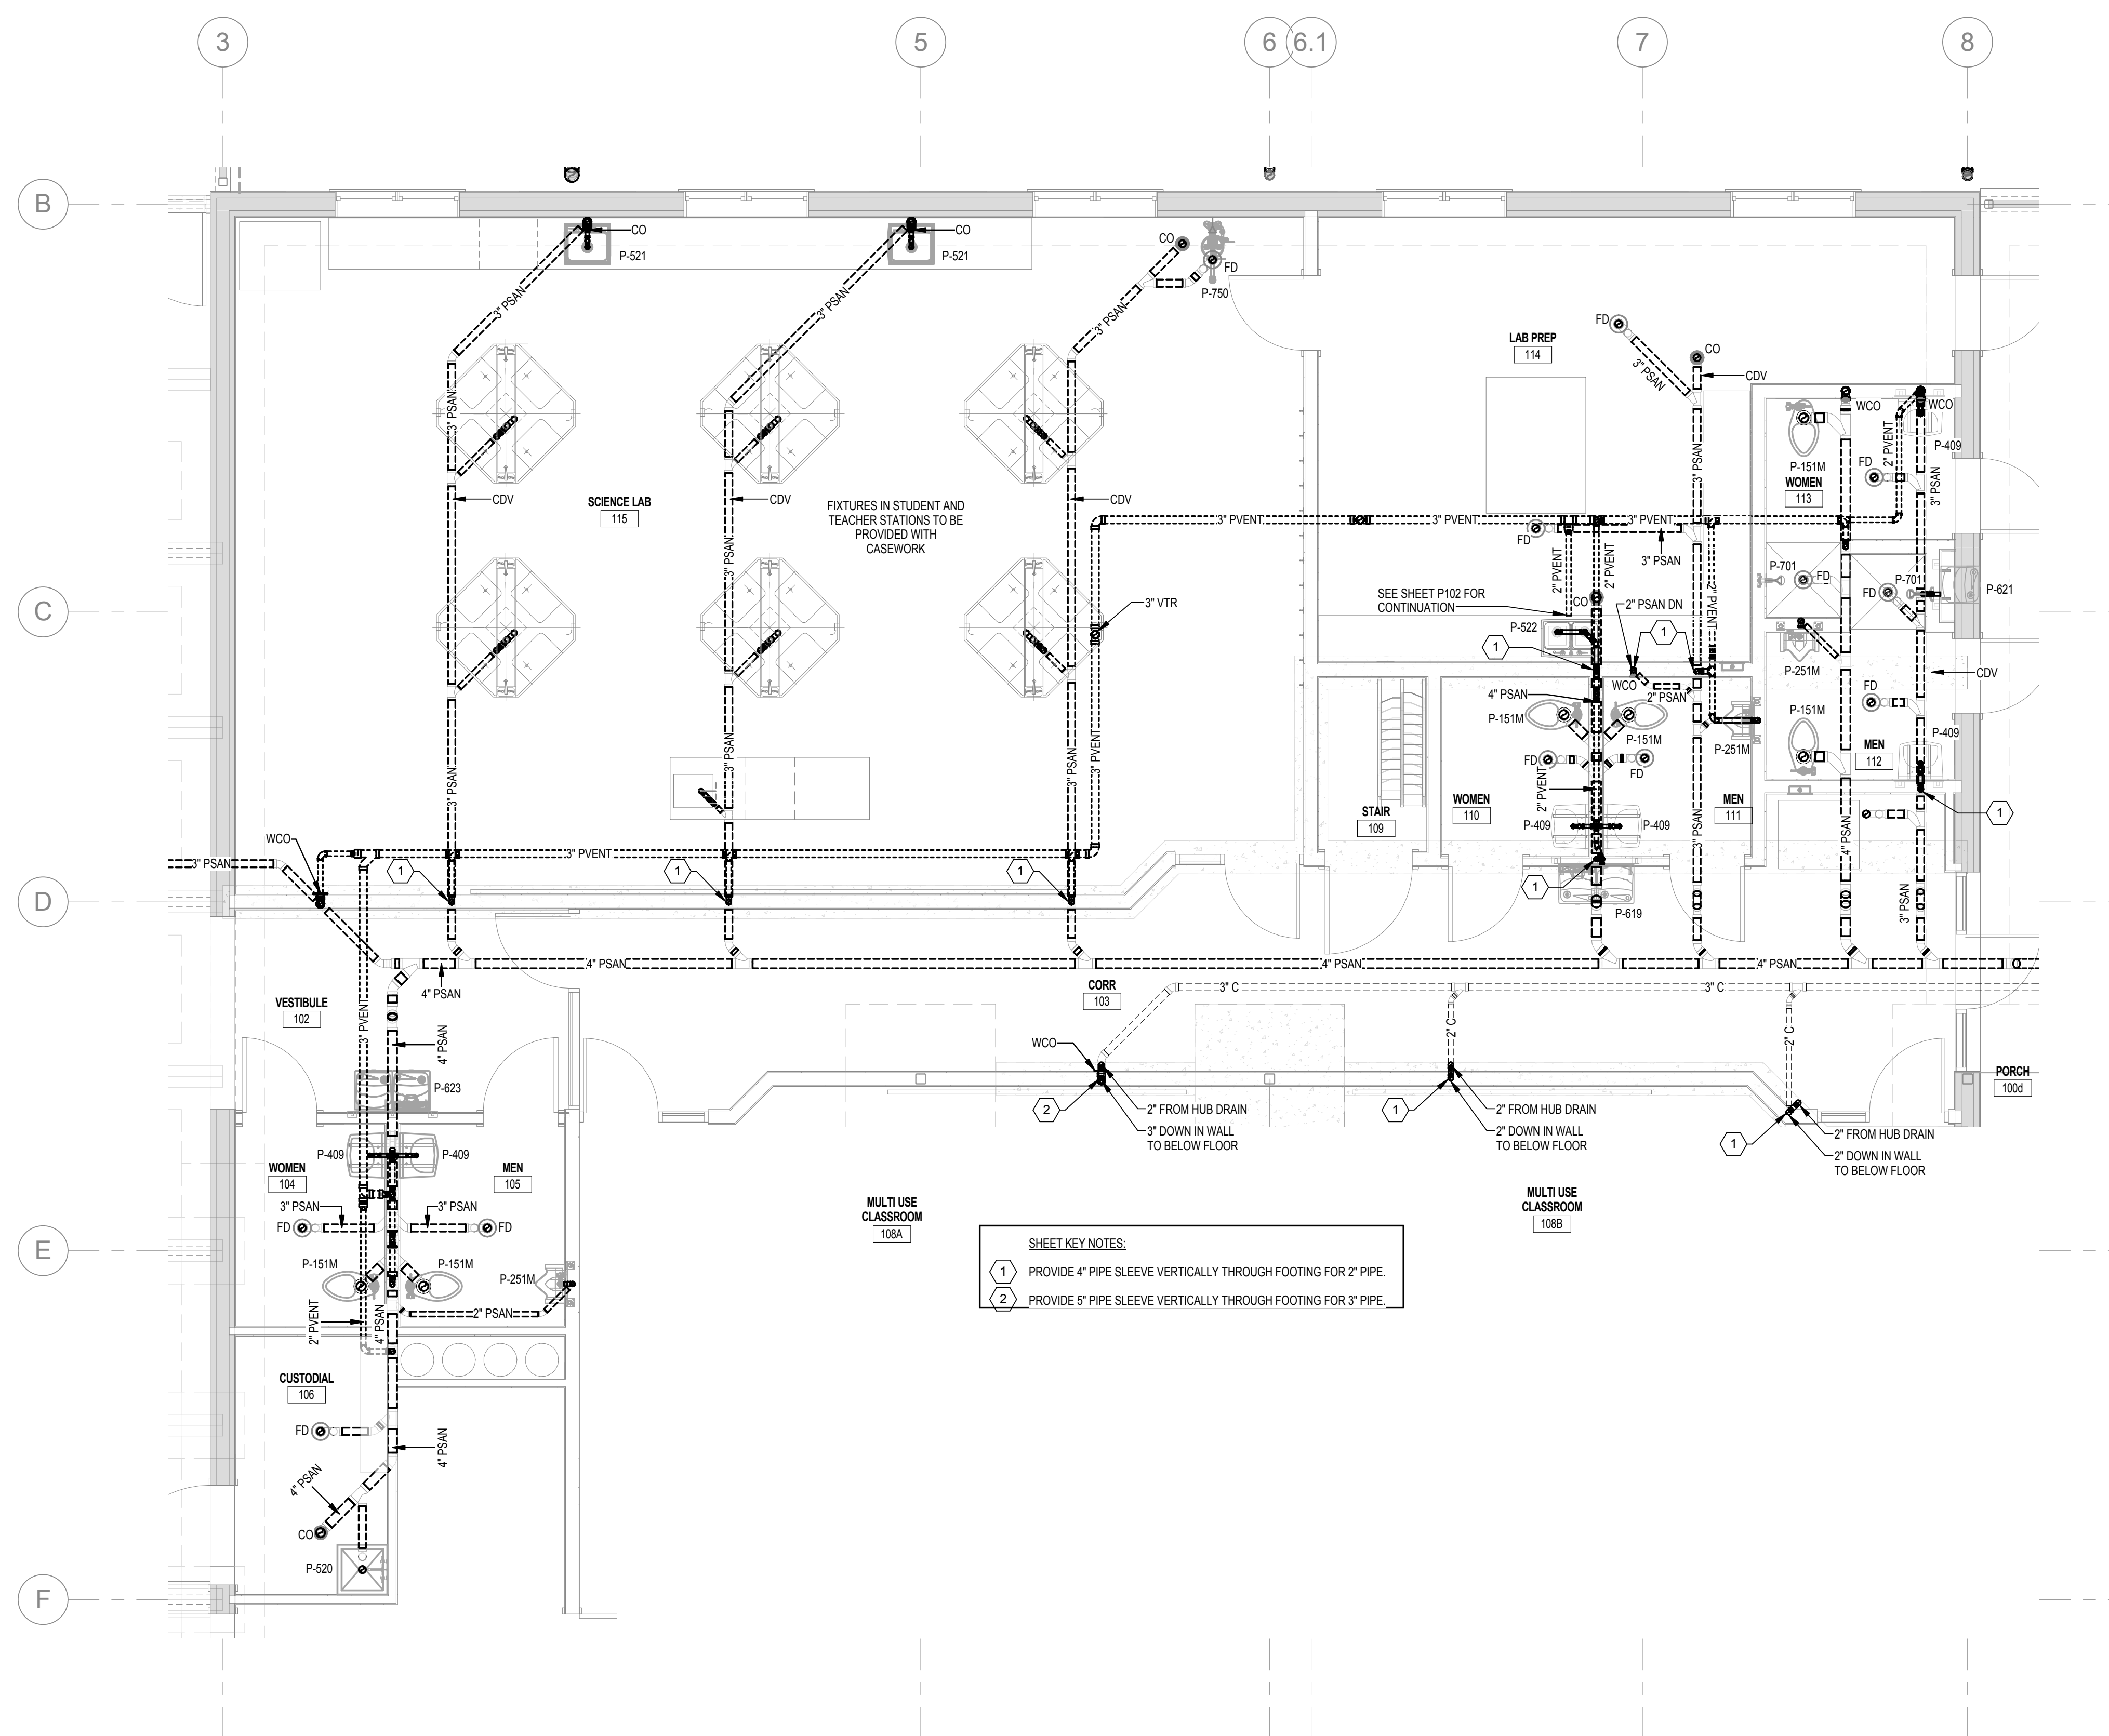 3
5
6
6.1
7
8
B
C
D
E
F
CO
P-521
CO
P-521
CO
FD
P-750
3" PSAN
3" PSAN
3" PSAN
FD
LAB PREP
114
3" PSAN
CO
CDV
3" PSAN
3" PSAN
WCO
WCO
P-409
2" PVENT
P-151M
WOMEN
113
FD
3" PSAN
CDV
SCIENCE LAB
115
CDV
FIXTURES IN STUDENT AND
TEACHER STATIONS TO BE
PROVIDED WITH
CASEWORK
CDV
3" PVENT
3" PVENT
3" PVENT
FD
3" PSAN
3" PSAN
2" PVENT
2" PVENT
2" PVENT
P-701
FD
P-701
FD
P-621
SEE SHEET P102 FOR
CONTINUATION
CO
2" PSAN DN
3" VTR
P-522
1
1
P-251M
CDV
WCO
2" PSAN
4" PSAN
P-151M
P-151M
P-251M
FD
P-151M
P-409
MEN
112
3" PSAN
3" PSAN
3" PSAN
3" PVENT
FD
FD
2" PVENT
STAIR
109
WOMEN
110
MEN
111
P-409
P-409
3" PSAN
4" PSAN
1
WCO
3" PVENT
3" PSAN
1
1
1
1
P-619
3" PSAN
4" PSAN
4" PSAN
4" PSAN
4" PSAN
CORR
103
3" C
3" C
VESTIBULE
102
3" PVENT
4" PSAN
2" C
2" C
WCO
P-623
PORCH
100d
2
2" FROM HUB DRAIN
3" DOWN IN WALL
TO BELOW FLOOR
1
2" FROM HUB DRAIN
2" DOWN IN WALL
TO BELOW FLOOR
1
2" FROM HUB DRAIN
2" DOWN IN WALL
TO BELOW FLOOR
P-409
P-409
WOMEN
104
MEN
105
3" PSAN
3" PSAN
FD
FD
MULTI USE
CLASSROOM
108A
MULTI USE
CLASSROOM
108B
P-151M
P-151M
P-251M
2" PSAN
2" PVENT
4" PSAN
SHEET KEY NOTES:
1 PROVIDE 4" PIPE SLEEVE VERTICALLY THROUGH FOOTING FOR 2" PIPE.
2 PROVIDE 5" PIPE SLEEVE VERTICALLY THROUGH FOOTING FOR 3" PIPE.
CUSTODIAL
106
FD
4" PSAN
4" PSAN
CO
P-520